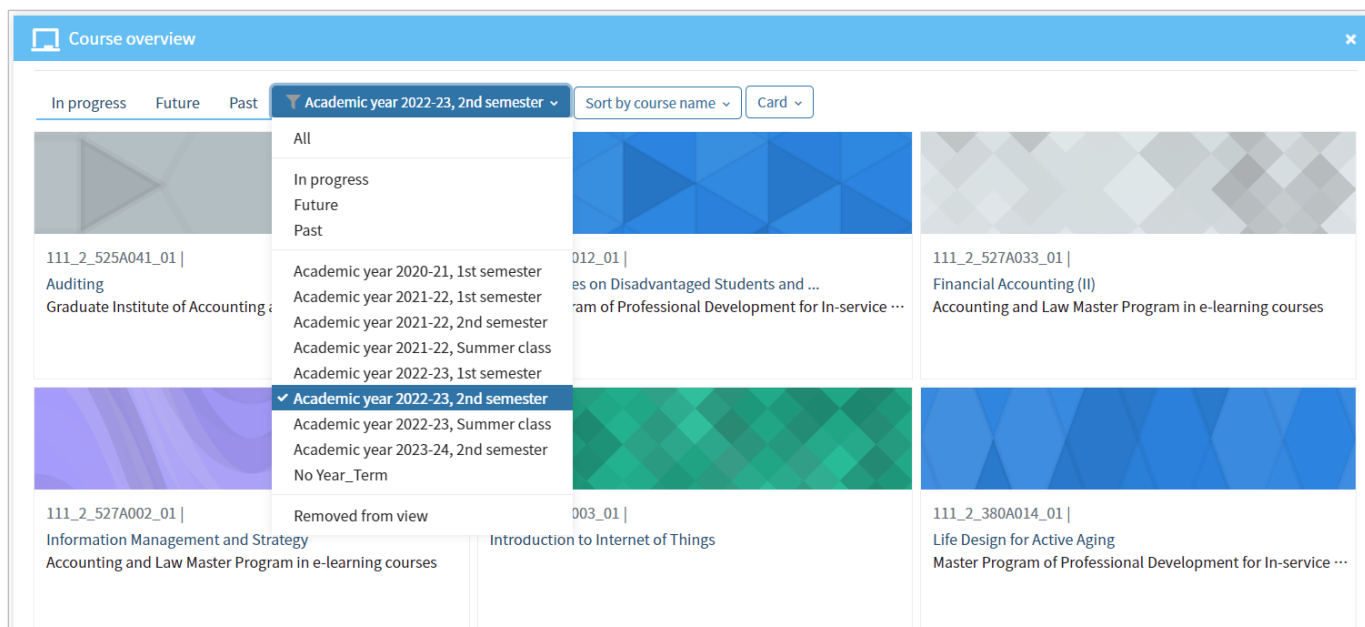 Course overview
×
In progress Future Past Academic year 2022-23, 2nd semester Sort by course name Card
All
In progress
Future
Past
Academic year 2020-21, 1st semester
Academic year 2021-22, 1st semester
Academic year 2021-22, 2nd semester
Academic year 2021-22, Summer class
Academic year 2022-23, 1st semester
Academic year 2022-23, 2nd semester
Academic year 2022-23, Summer class
Academic year 2023-24, 2nd semester
No Year_Term
Removed from view
111_2_525A041_01 |
Auditing
Graduate Institute of Accounting
012_01 |
es on Disadvantaged Students and ...
ram of Professional Development for In-service ···
111_2_527A033_01 |
Financial Accounting (II)
Accounting and Law Master Program in e-learning courses
111_2_527A002_01 |
Information Management and Strategy
Accounting and Law Master Program in e-learning courses
003_01 |
Introduction to Internet of Things
111_2_380A014_01 |
Life Design for Active Aging
Master Program of Professional Development for In-service ···